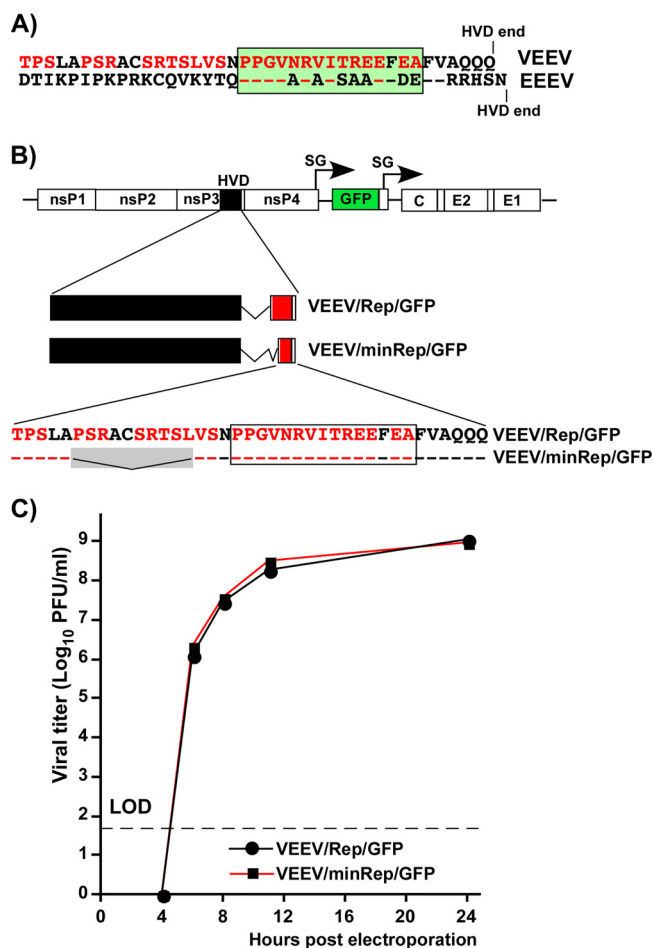 A)
HVD end
TPSLAPSRACSRTSLVSNPPGVNRVITREEFEAFVAQQQ VEEV
DTIKPIPKPRKCQVKYTQ-----A-A-SAA--DE--RRHSN EEEV
HVD end
B)
SG SG
HVD
nsP1 nsP2 nsP3 nsP4 GFP C E2 E1
VEEV/Rep/GFP
VEEV/minRep/GFP
TPSLAPSRACSRTSLVSNPPGVNRVITREEFEAFVAQQQ VEEV/Rep/GFP
VEEV/minRep/GFP
C)
Viral titer (Log10 PFU/ml)
9
8
7
6
5
4
3
2
1
0
LOD
VEEV/Rep/GFP
VEEV/minRep/GFP
0 4 8 12 16 20 24
Hours post electroporation